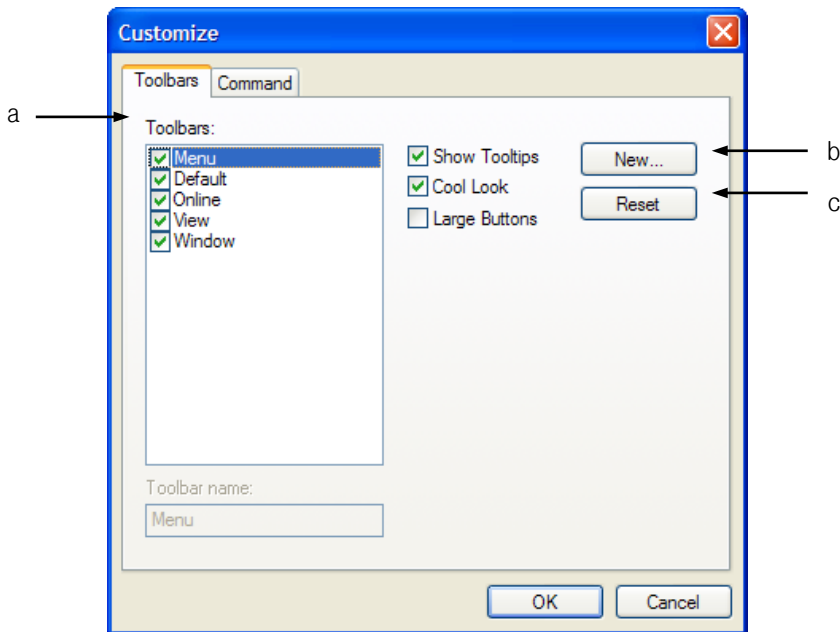 Customize
Toolbars Command
a
Toolbars:
Menu
Default
Online
View
Window
Show Tooltips
Cool Look
Large Buttons
New...
b
Reset
c
Toolbar name:
Menu
OK Cancel